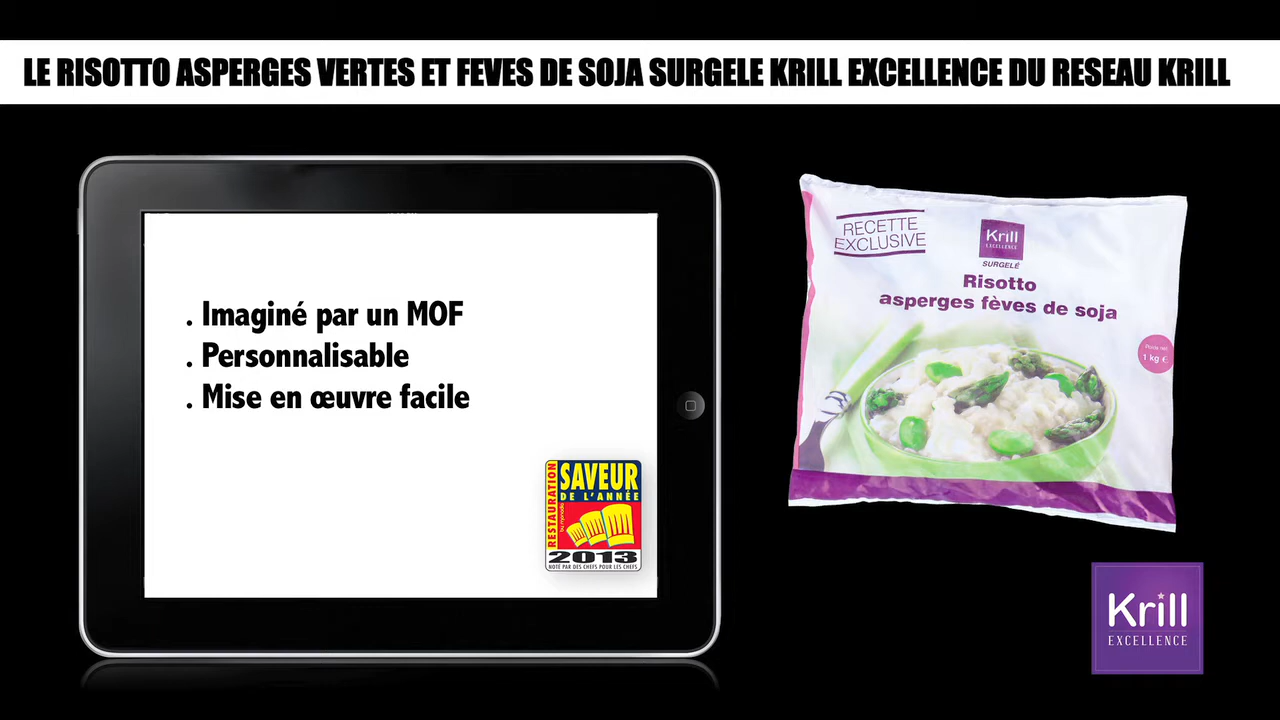 LE RISOTTO ASPERGES VERTES ET FEVES DE SOJA SURGELE KRILL EXCELLENCE DU RESEAU KRILL
. Imaginé par un MOF
. Personnalisable
. Mise en œuvre facile
RESTAURATION
SAVEUR
DE L'ANNÉE
2013
NOTÉ PAR DES CHEFS POUR LES CHEFS
RECETTE
EXCLUSIVE
Krill
EXCELLENCE
SURGELÉ
Risotto
asperges fèves de soja
Poids net
1 kg e
Krill
EXCELLENCE